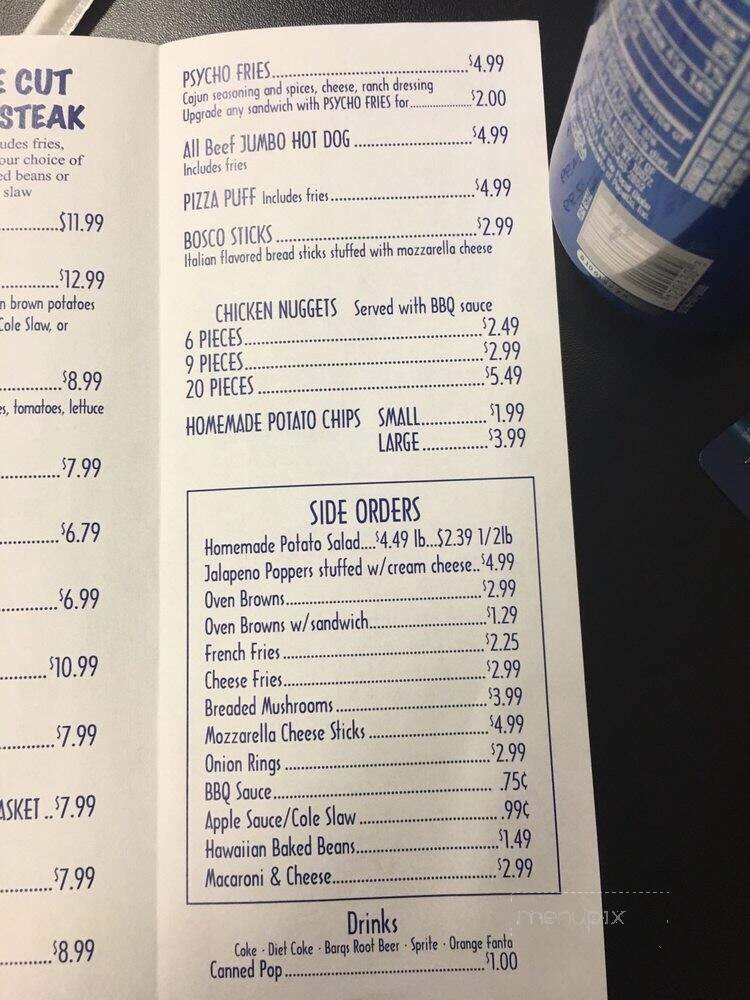 E CUT
STEAK
udes fries,
our choice of
ed beans or
slaw
$11.99
$12.99
n brown potatoes
Cole Slaw, or
$8.99
es, tomatoes, lettuce
$7.99
$6.79
$6.99
$10.99
$7.99
ASKET .. $7.99
$7.99
$8.99
PSYCHO FRIES $4.99
Cajun seasoning and spices, cheese, ranch dressing
Upgrade any sandwich with PSYCHO FRIES for $2.00
All Beef JUMBO HOT DOG $4.99
Includes fries
PIZZA PUFF Includes fries $4.99
BOSCO STICKS $2.99
Italian flavored bread sticks stuffed with mozzarella cheese
CHICKEN NUGGETS Served with BBQ sauce
6 PIECES $2.49
9 PIECES $2.99
20 PIECES $5.49
HOMEMADE POTATO CHIPS SMALL $1.99
LARGE $3.99
SIDE ORDERS
Homemade Potato Salad....$4.49 lb...$2.39 1/2lb
Jalapeno Poppers stuffed w/cream cheese..$4.99
Oven Browns $2.99
Oven Browns w/sandwich $1.29
French Fries $2.25
Cheese Fries $2.99
Breaded Mushrooms $3.99
Mozzarella Cheese Sticks $4.99
Onion Rings $2.99
BBQ Sauce .75¢
Apple Sauce/Cole Slaw .99¢
Hawaiian Baked Beans $1.49
Macaroni & Cheese $2.99
Drinks
Coke · Diet Coke · Barqs Root Beer · Sprite · Orange Fanta
Canned Pop $1.00
menupix